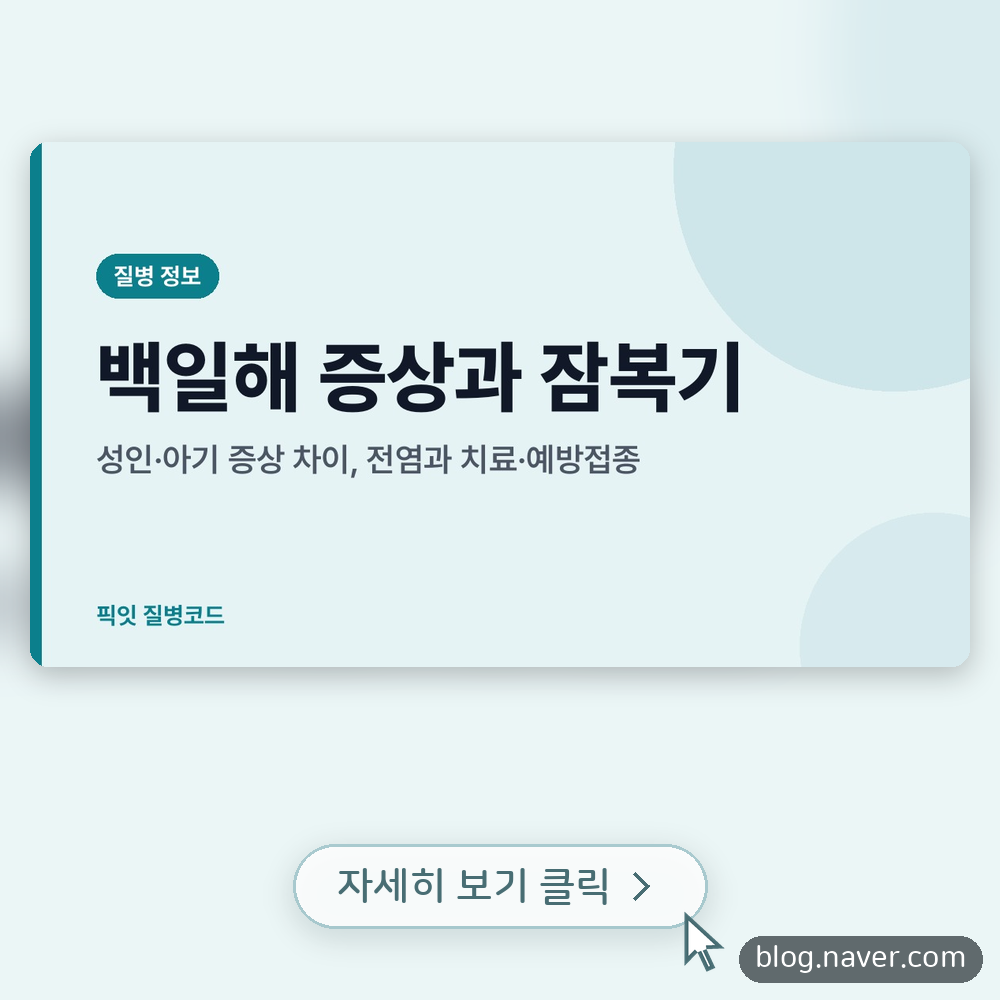 질병 정보
백일해 증상과 잠복기
성인·아기 증상 차이, 전염과 치료·예방접종
픽잇 질병코드
자세히 보기 클릭
blog.naver.com